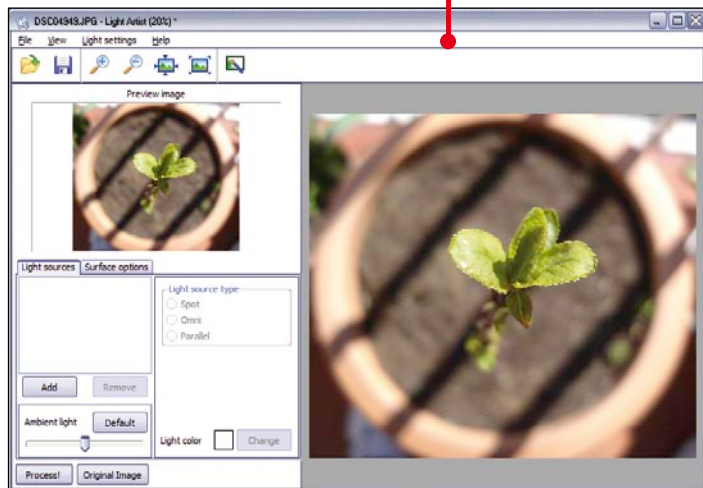 DSC04949.JPG - Light Artist (20%) *
File View Light settings Help
Preview image
Light sources Surface options
Light source type
Spot
Omni
Parallel
Add Remove
Ambient light Default
Light color Change
Process! Original Image